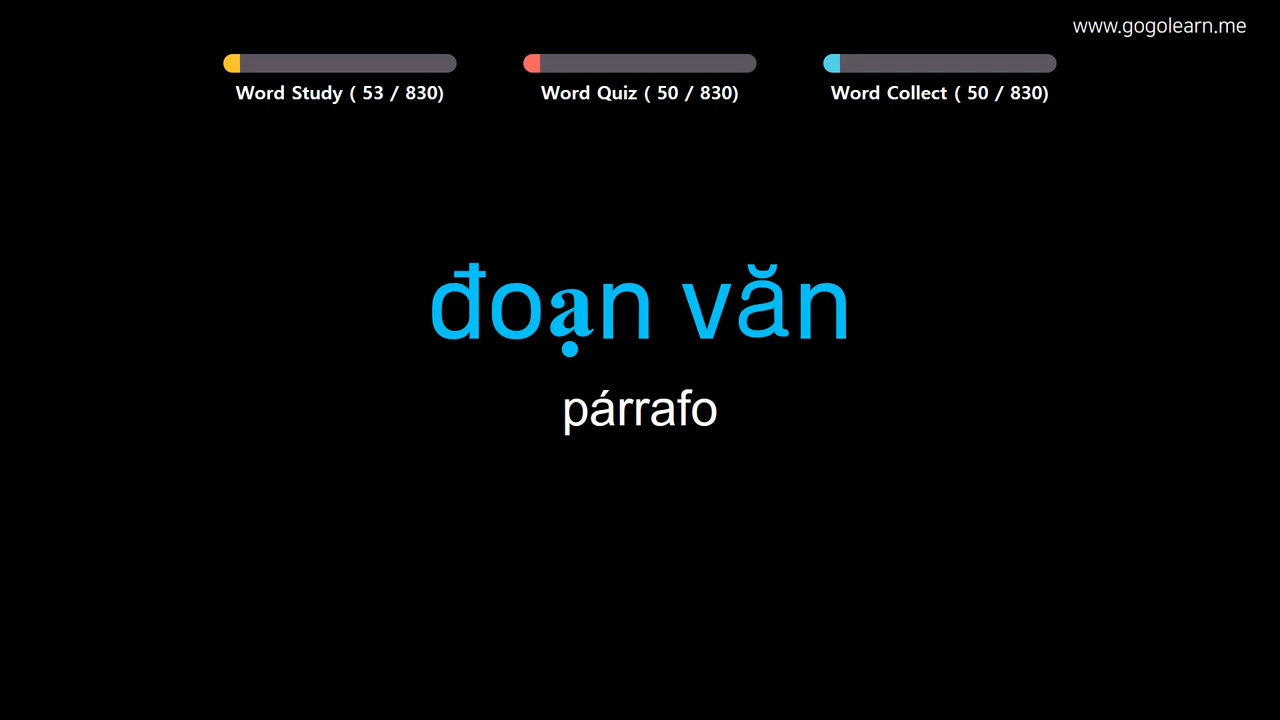 www.gogolearn.me
Word Study ( 53 / 830)
Word Quiz ( 50 / 830)
Word Collect ( 50 / 830)
đoạn văn
párrafo